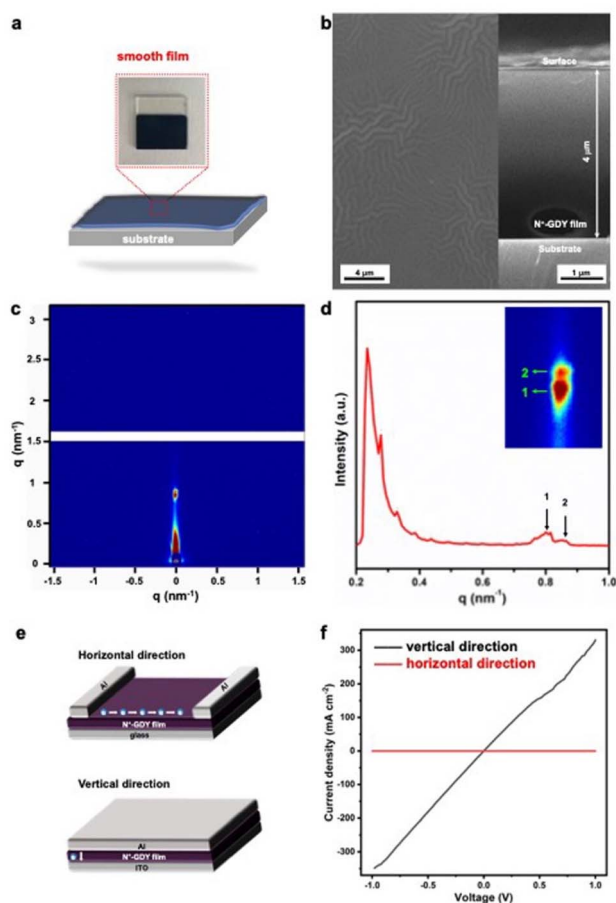 a
smooth film
substrate
b
Surface
4 µm
N⁺-GDY film
Substrate
4 µm
1 µm
c
q (nm⁻¹)
3
2.5
2
1.5
1
0.5
0
-1.5 -1 -0.5 0 0.5 1 1.5
q (nm⁻¹)
d
Intensity (a.u.)
2
1
1 2
0.2 0.4 0.6 0.8 1.0
q (nm⁻¹)
e
Horizontal direction
Al
Al
N⁺-GDY film
glass
Vertical direction
Al
N⁺-GDY film
ITO
f
vertical direction
horizontal direction
Current density (mA cm⁻²)
300
200
100
0
-100
-200
-300
-1.0 -0.5 0.0 0.5 1.0
Voltage (V)